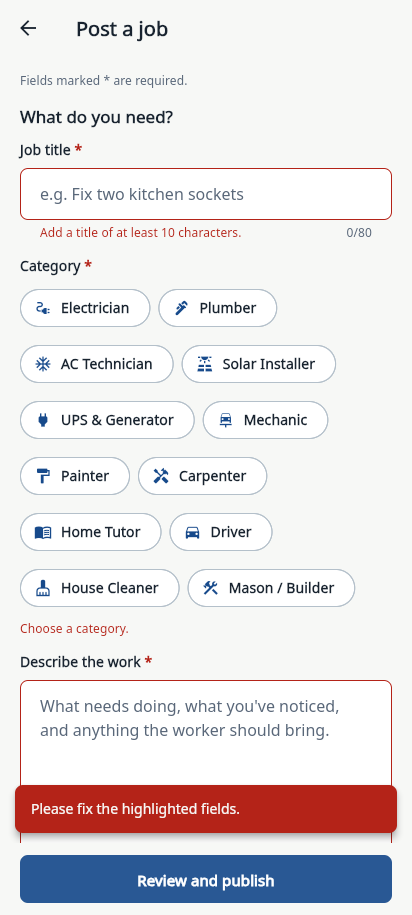 Post a job
Fields marked * are required.
What do you need?
Job title *
e.g. Fix two kitchen sockets
Add a title of at least 10 characters. 0/80
Category *
Electrician Plumber
AC Technician Solar Installer
UPS & Generator Mechanic
Painter Carpenter
Home Tutor Driver
House Cleaner Mason / Builder
Choose a category.
Describe the work *
What needs doing, what you've noticed,
and anything the worker should bring.
Please fix the highlighted fields.
Review and publish